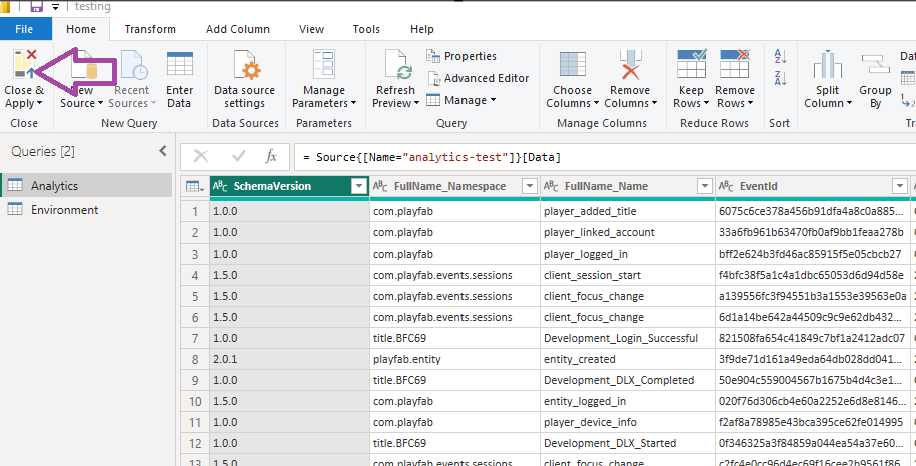 testing
File Home Transform Add Column View Tools Help
Close & Apply
New Source
Recent Sources
Enter Data
Data source settings
Manage Parameters
Refresh Preview
Properties
Advanced Editor
Manage
Choose Columns
Remove Columns
Keep Rows
Remove Rows
Split Column
Group By
Close New Query Data Sources Parameters Query Manage Columns Reduce Rows Sort
Queries [2]
= Source{[Name="analytics-test"]}[Data]
Analytics
Environment
SchemaVersion FullName_Namespace FullName_Name EventId
1 1.0.0 com.playfab player_added_title 6075c6ce378a456b91dfa4a8c0a885...
2 1.0.0 com.playfab player_linked_account 33a6fb961b63470fb0af9bb1feaa278b
3 1.0.0 com.playfab player_logged_in bff2e624b3fd46ac85915f5e05cbcb27
4 1.5.0 com.playfab.events.sessions client_session_start f4bfc38f5a1c4a1dbc65053d6d94d58e
5 1.5.0 com.playfab.events.sessions client_focus_change a139556fc3f94551b3a1553e39563e0a
6 1.5.0 com.playfab.events.sessions client_focus_change 6d1a14be642a44509c9c9e62db432...
7 1.0.0 title.BFC69 Development_Login_Successful 821508fa654c41849c7bf1a2412adc07
8 2.0.1 playfab.entity entity_created 3f9de71d161a49eda64db028dd041...
9 1.0.0 title.BFC69 Development_DLX_Completed 50e904c559004567b1675b4d4c3e1...
10 1.5.0 com.playfab entity_logged_in 020f76d306cb4e60a2252e6d8e8146...
11 1.0.0 com.playfab player_device_info f2af8a78985e43bca395ce62fe014995
12 1.0.0 title.BFC69 Development_DLX_Started 0f346325a3f84859a044ea54a37e60...
13 1.5.0 com.playfab.events.sessions client_focus_change